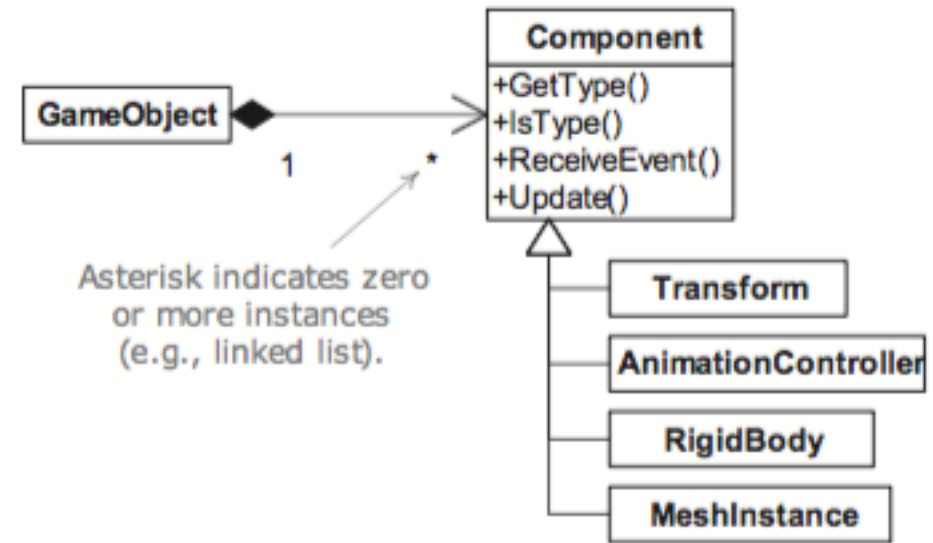 Component
+GetType()
+IsType()
+ReceiveEvent()
+Update()
GameObject
1
*
Asterisk indicates zero
or more instances
(e.g., linked list).
Transform
AnimationController
RigidBody
MeshInstance